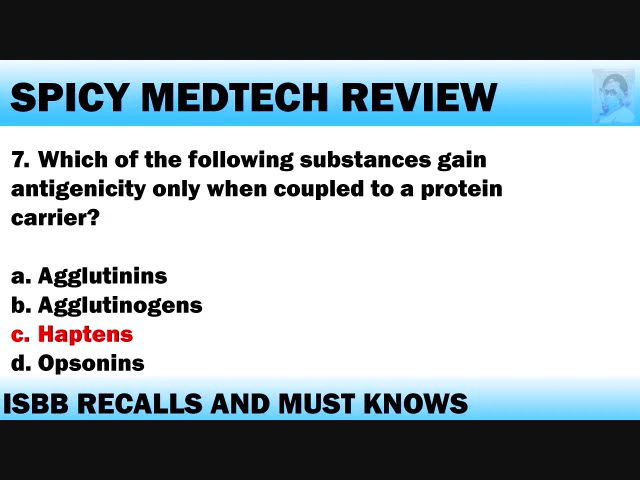 SPICY MEDTECH REVIEW
7. Which of the following substances gain
antigenicity only when coupled to a protein
carrier?
a. Agglutinins
b. Agglutinogens
c. Haptens
d. Opsonins
ISBB RECALLS AND MUST KNOWS